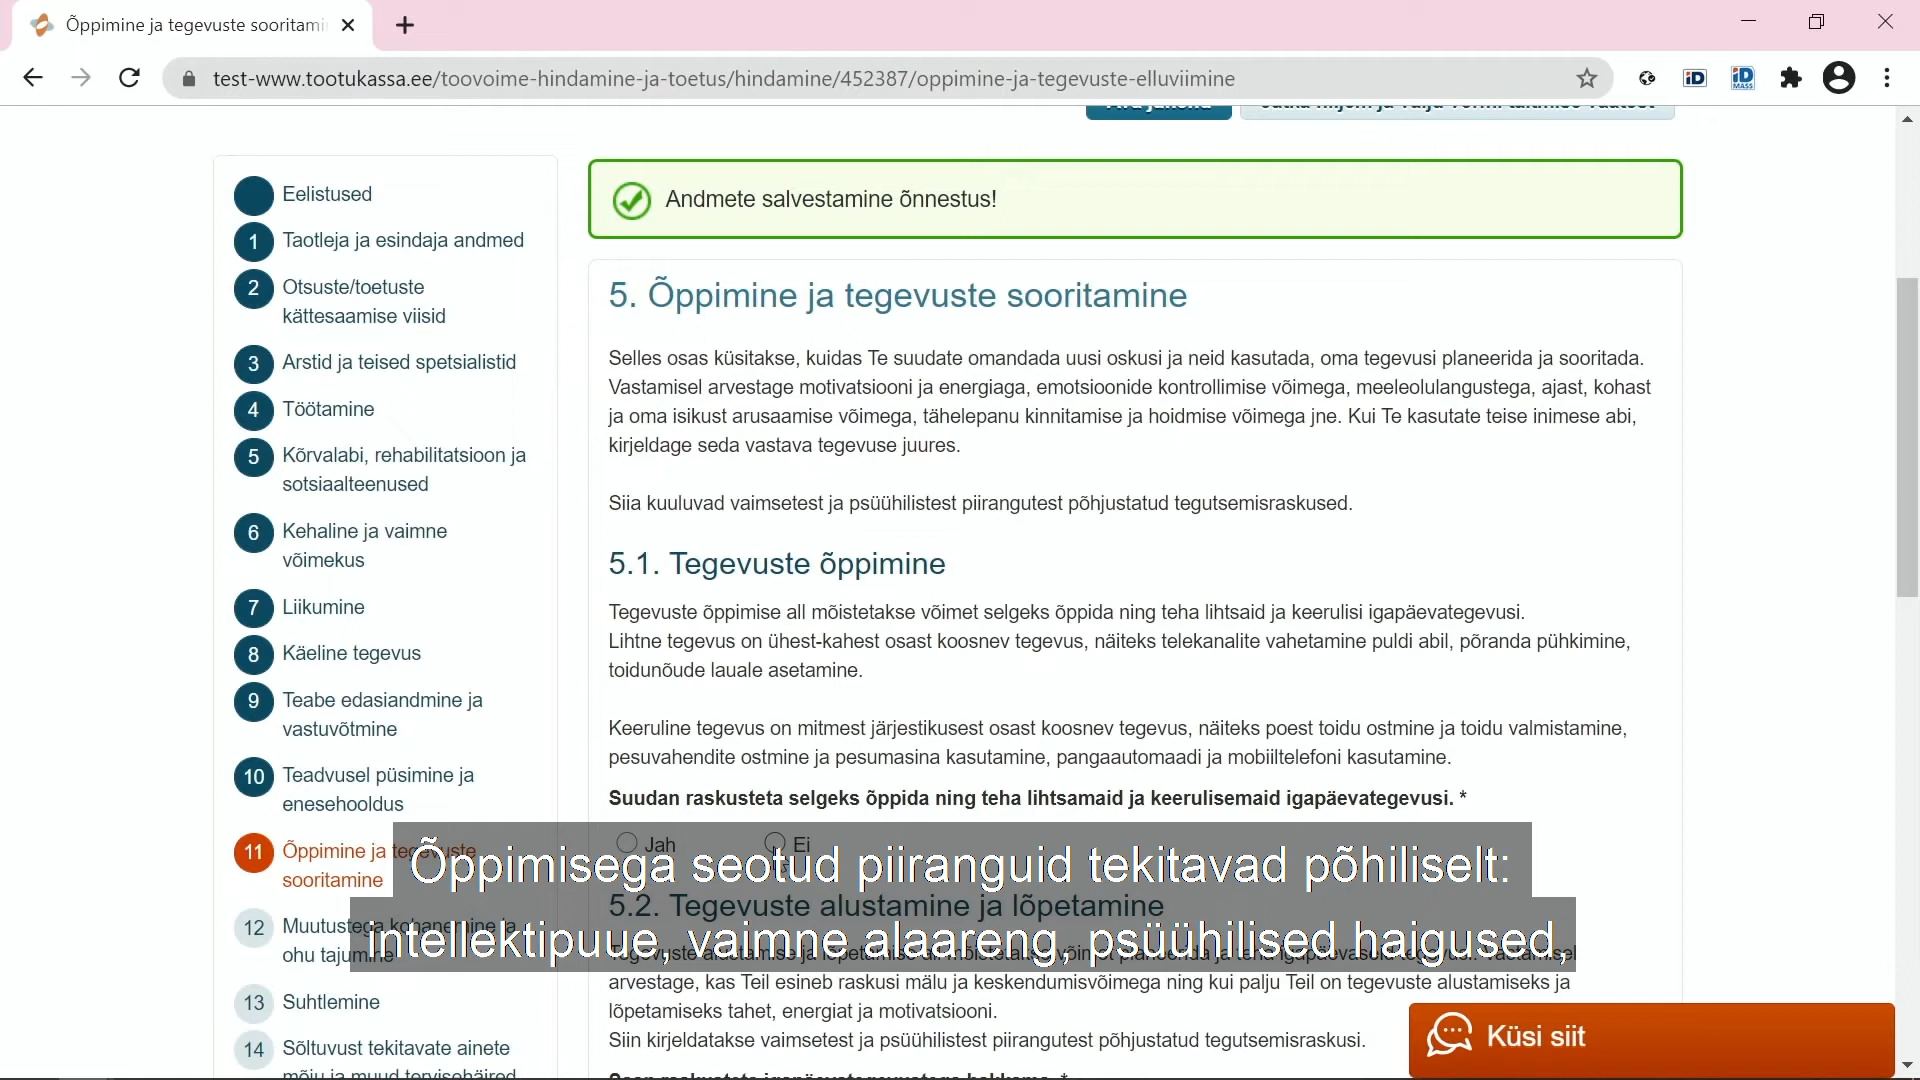 Õppimine ja tegevuste sooritami
test-www.tootukassa.ee/toovoime-hindamine-ja-toetus/hindamine/452387/oppimine-ja-tegevuste-elluviimine
iD
iD
MASS
Eelistused
1 Taotleja ja esindaja andmed
2 Otsuste/toetuste
kättesaamise viisid
3 Arstid ja teised spetsialistid
4 Töötamine
5 Kõrvalabi, rehabilitatsioon ja
sotsiaalteenused
6 Kehaline ja vaimne
võimekus
7 Liikumine
8 Käeline tegevus
9 Teabe edasiandmine ja
vastuvõtmine
10 Teadvusel püsimine ja
enesehooldus
11 Õppimine ja tegevuste
sooritamine
12 Muutustega kohanemine ja
ohu tajumine
13 Suhtlemine
14 Sõltuvust tekitavate ainete
mõju ja muud tervisehäired
Andmete salvestamine õnnestus!
5. Õppimine ja tegevuste sooritamine
Selles osas küsitakse, kuidas Te suudate omandada uusi oskusi ja neid kasutada, oma tegevusi planeerida ja sooritada.
Vastamisel arvestage motivatsiooni ja energiaga, emotsioonide kontrollimise võimega, meeleolulangustega, ajast, kohast
ja oma isikust arusaamise võimega, tähelepanu kinnitamise ja hoidmise võimega jne. Kui Te kasutate teise inimese abi,
kirjeldage seda vastava tegevuse juures.
Siia kuuluvad vaimsetest ja psüühilistest piirangutest põhjustatud tegutsemisraskused.
5.1. Tegevuste õppimine
Tegevuste õppimise all mõistetakse võimet selgeks õppida ning teha lihtsaid ja keerulisi igapäevategevusi.
Lihtne tegevus on ühest-kahest osast koosnev tegevus, näiteks telekanalite vahetamine puldi abil, põranda pühkimine,
toidunõude lauale asetamine.
Keeruline tegevus on mitmest järjestikusest osast koosnev tegevus, näiteks poest toidu ostmine ja toidu valmistamine,
pesuvahendite ostmine ja pesumasina kasutamine, pangaautomaadi ja mobiiltelefoni kasutamine.
Suudan raskusteta selgeks õppida ning teha lihtsamaid ja keerulisemaid igapäevategevusi. *
Jah Ei
Õppimisega seotud piiranguid tekitavad põhiliselt:
5.2. Tegevuste alustamine ja lõpetamine
intellektipuue, vaimne alaareng, psüühilised haigused,
arvestage, kas Teil esineb raskusi mälu ja keskendumisvõimega ning kui palju Teil on tegevuste alustamiseks ja
lõpetamiseks tahet, energiat ja motivatsiooni.
Siin kirjeldatakse vaimsetest ja psüühilistest piirangutest põhjustatud tegutsemisraskusi.
Küsi siit